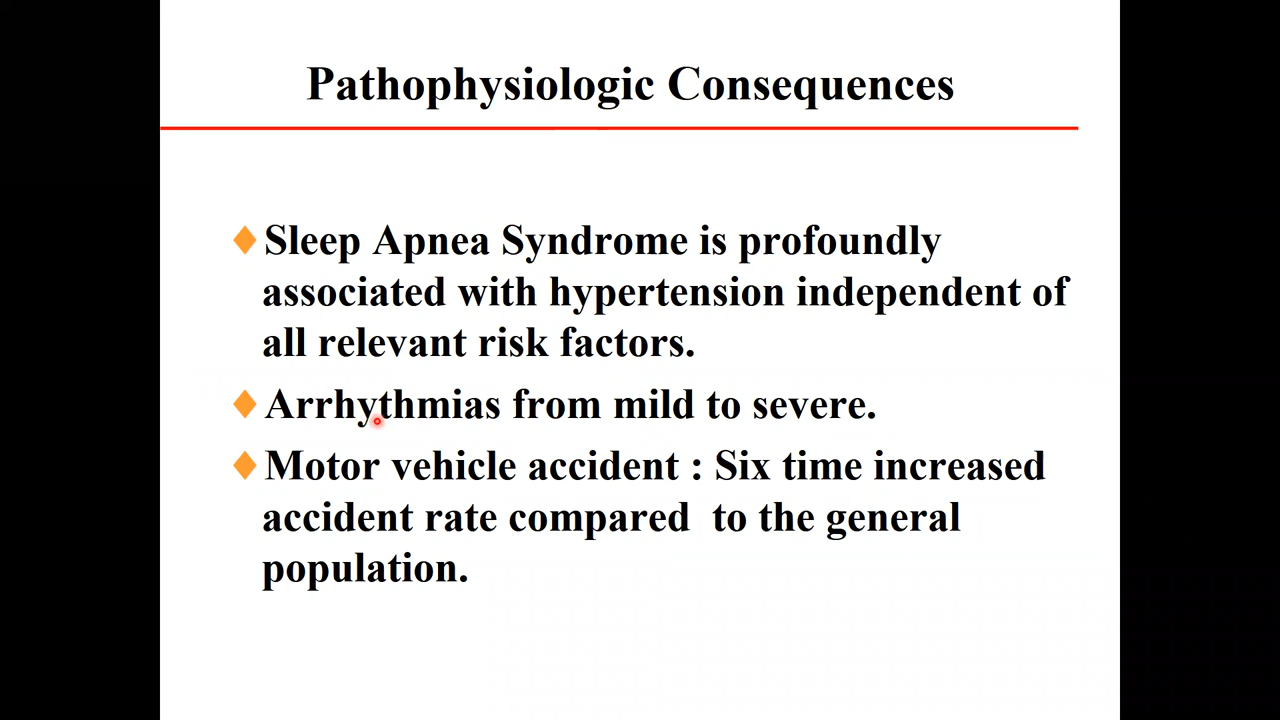 Pathophysiologic Consequences
Sleep Apnea Syndrome is profoundly
associated with hypertension independent of
all relevant risk factors.
Arrhythmias from mild to severe.
Motor vehicle accident : Six time increased
accident rate compared  to the general
population.